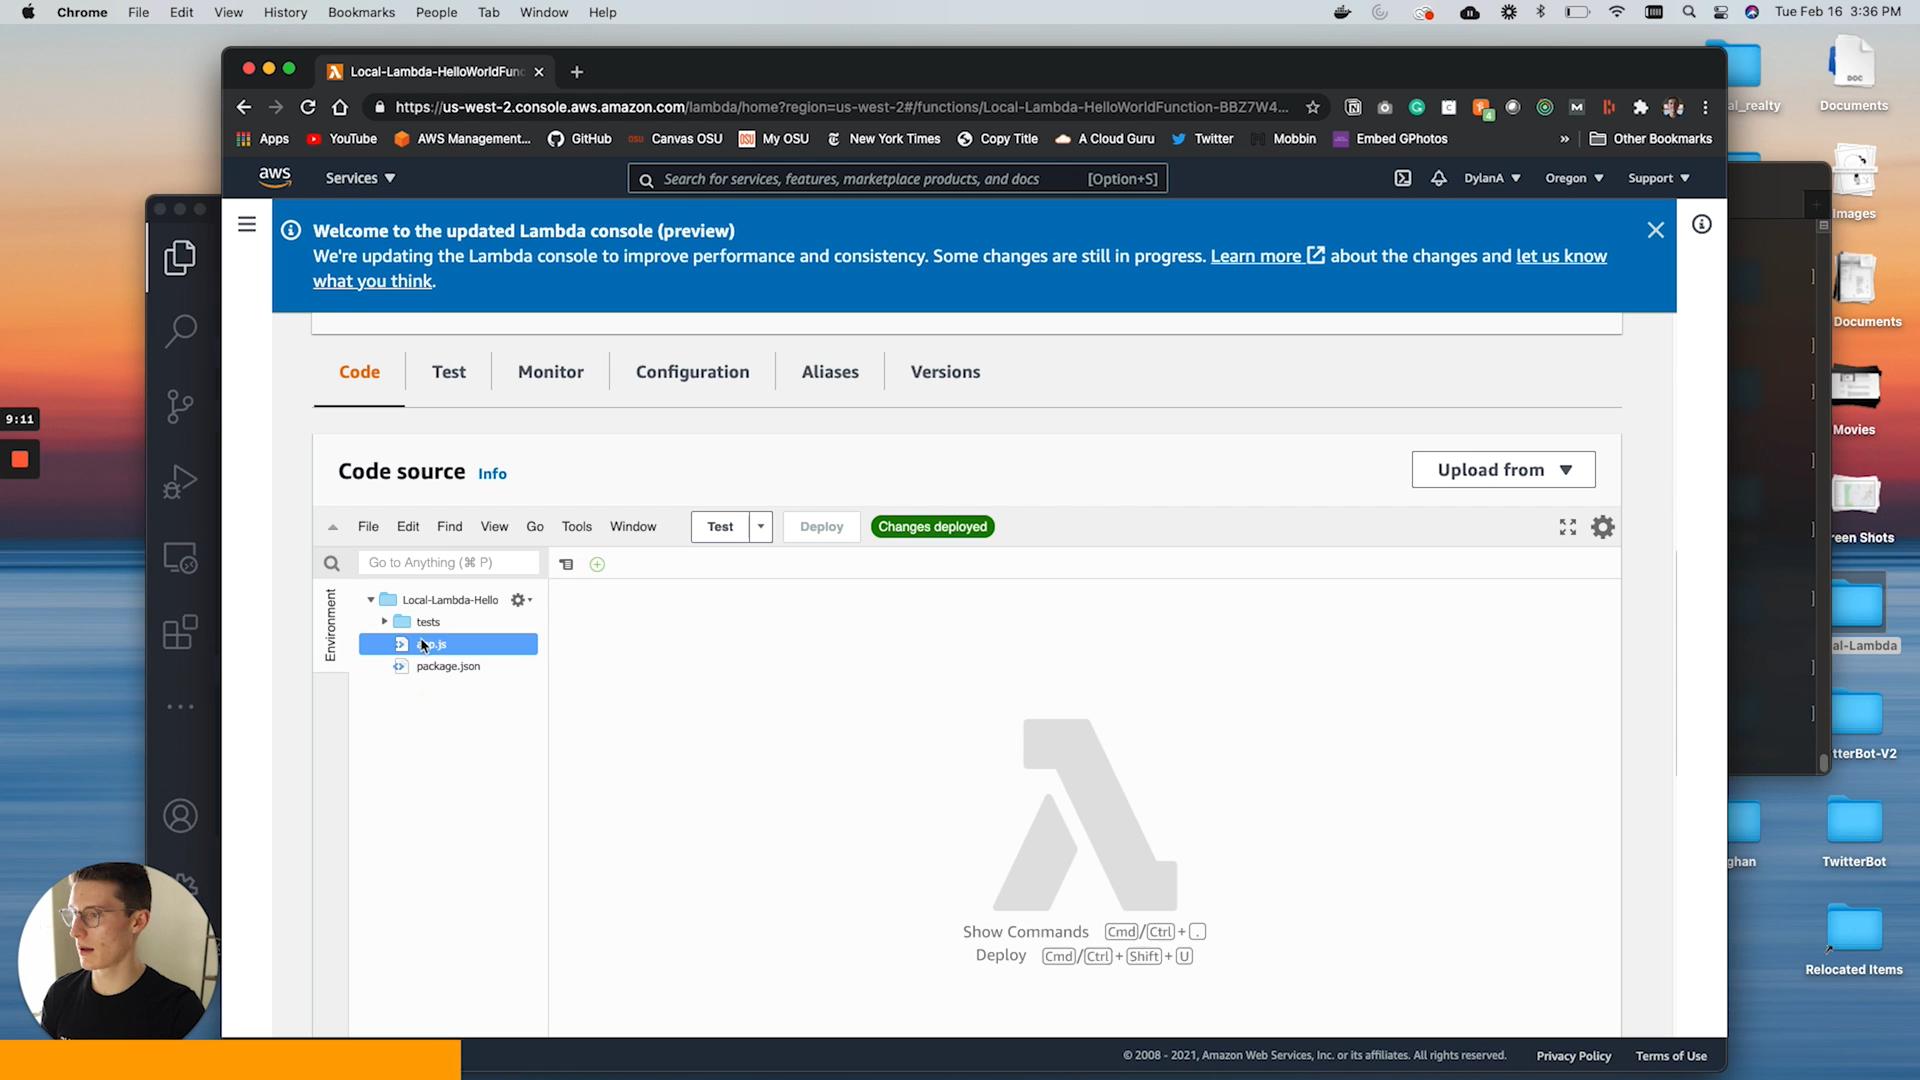 Chrome File Edit View History Bookmarks People Tab Window Help
Tue Feb 16 3:36 PM
Local-Lambda-HelloWorldFunc
https://us-west-2.console.aws.amazon.com/lambda/home?region=us-west-2#/functions/Local-Lambda-HelloWorldFunction-BBZ7W4...
4
Apps YouTube AWS Management... GitHub Canvas OSU My OSU New York Times Copy Title A Cloud Guru Twitter Mobbin Embed GPhotos » Other Bookmarks
aws Services Search for services, features, marketplace products, and docs [Option+S] DylanA Oregon Support
Welcome to the updated Lambda console (preview)
We're updating the Lambda console to improve performance and consistency. Some changes are still in progress. Learn more about the changes and let us know
what you think.
Code Test Monitor Configuration Aliases Versions
Code source Info
Upload from
File Edit Find View Go Tools Window Test Deploy Changes deployed
Go to Anything (⌘ P)
Environment
Local-Lambda-Hello
tests
package.json
Show Commands Cmd/Ctrl + .
Deploy Cmd/Ctrl + Shift + U
© 2008 - 2021, Amazon Web Services, Inc. or its affiliates. All rights reserved. Privacy Policy Terms of Use
9:11
DOC
al_realty
Documents
Images
Documents
Movies
reen Shots
al-Lambda
tterBot-V2
ghan
TwitterBot
Relocated Items